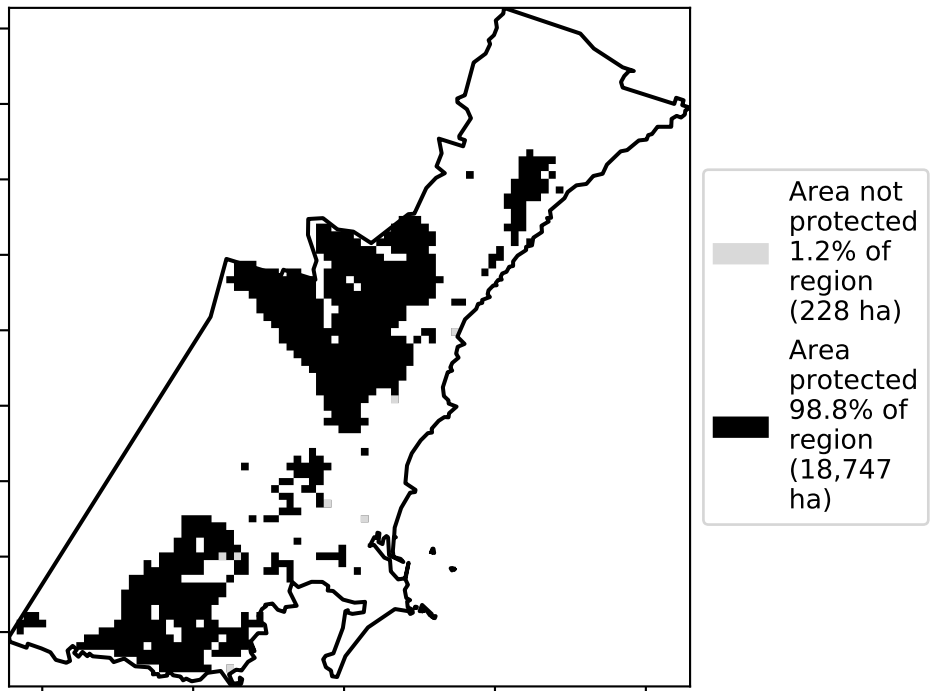 Area not
protected
1.2% of
region
(228 ha)
Area
protected
98.8% of
region
(18,747
ha)